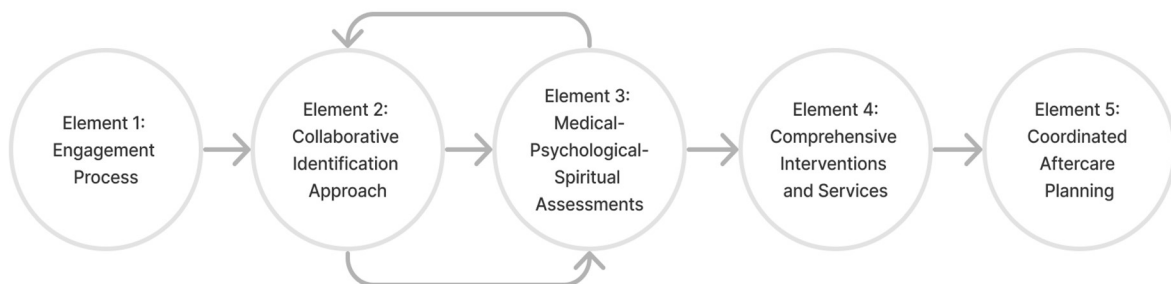 Element 1:
Engagement
Process
Element 2:
Collaborative
Identification
Approach
Element 3:
Medical-
Psychological-
Spiritual
Assessments
Element 4:
Comprehensive
Interventions
and Services
Element 5:
Coordinated
Aftercare
Planning